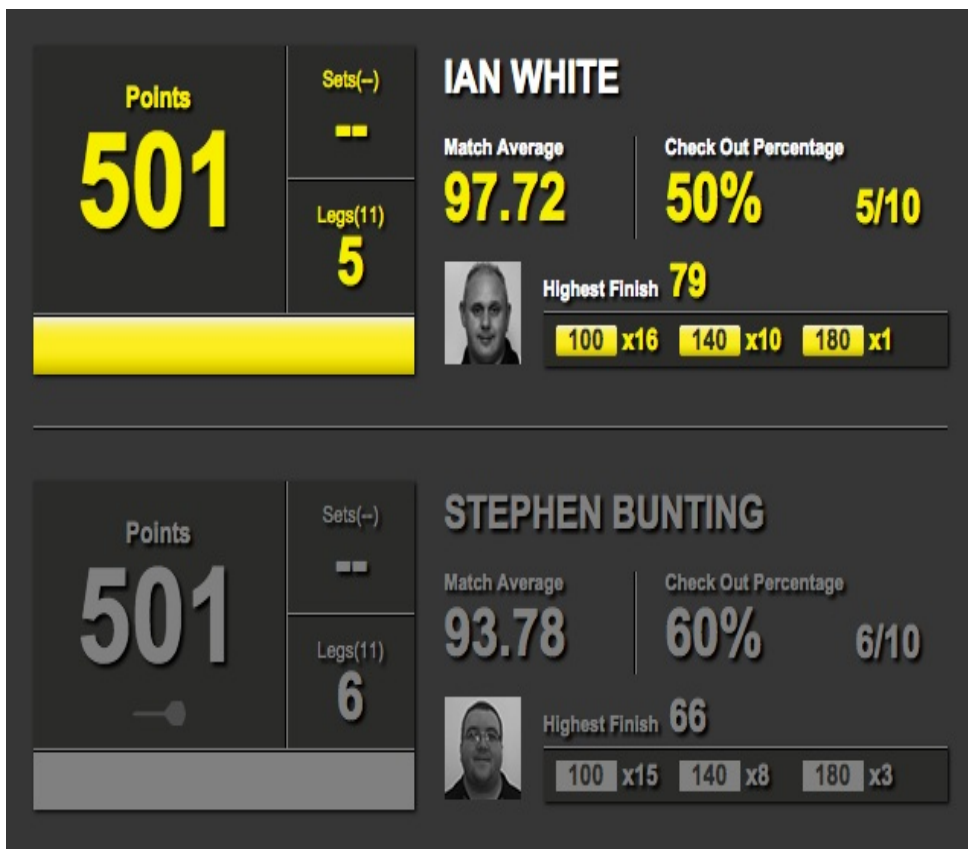 IAN WHITE
Points
501
Sets(--)
--
Legs(11)
5
Match Average
97.72
Check Out Percentage
50% 5/10
Highest Finish 79
100 x16 140 x10 180 x1
STEPHEN BUNTING
Points
501
Sets(--)
--
Legs(11)
6
Match Average
93.78
Check Out Percentage
60% 6/10
Highest Finish 66
100 x15 140 x8 180 x3